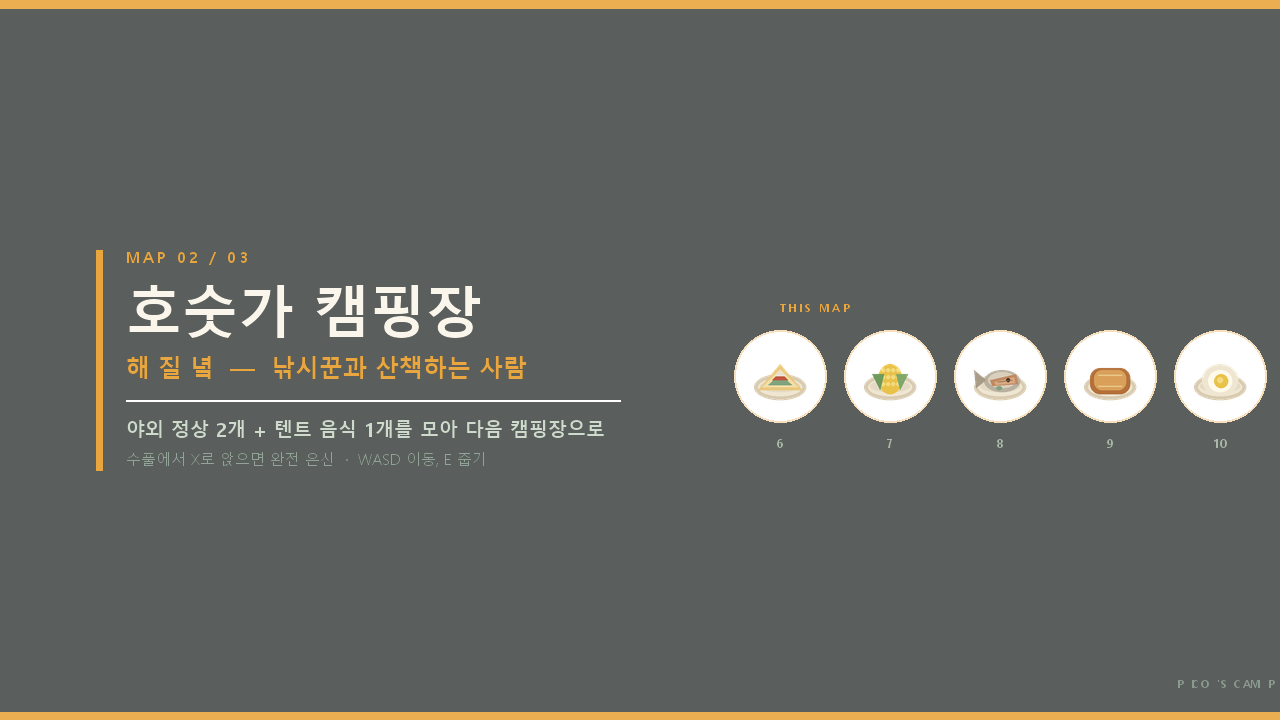 MAP 02 / 03
호숫가 캠핑장
해 질 녘 — 낚시꾼과 산책하는 사람
야외 정상 2개 + 텐트 음식 1개를 모아 다음 캠핑장으로
수풀에서 X로 앉으면 완전 은신 · WASD 이동, E 줍기
THIS MAP
6 7 8 9 10
'S CAMP